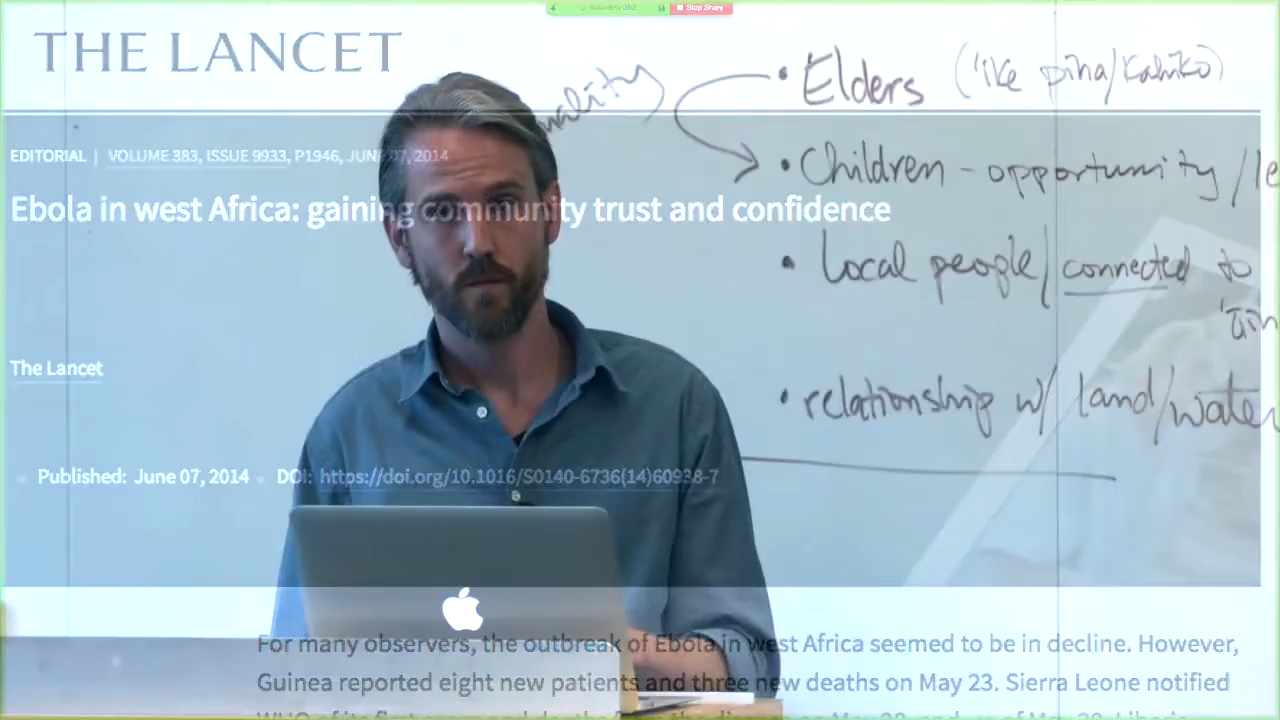 Stop Share
THE LANCET
EDITORIAL | VOLUME 383, ISSUE 9933, P1946, JUNE 07, 2014
Ebola in west Africa: gaining community trust and confidence
The Lancet
Published: June 07, 2014 DOI: https://doi.org/10.1016/S0140-6736(14)60938-7
For many observers, the outbreak of Ebola in west Africa seemed to be in decline. However,
Guinea reported eight new patients and three new deaths on May 23. Sierra Leone notified
• Elders ('ike
• Children - opportunity /le
• Local people/ connected to
• relationship w/ land/water